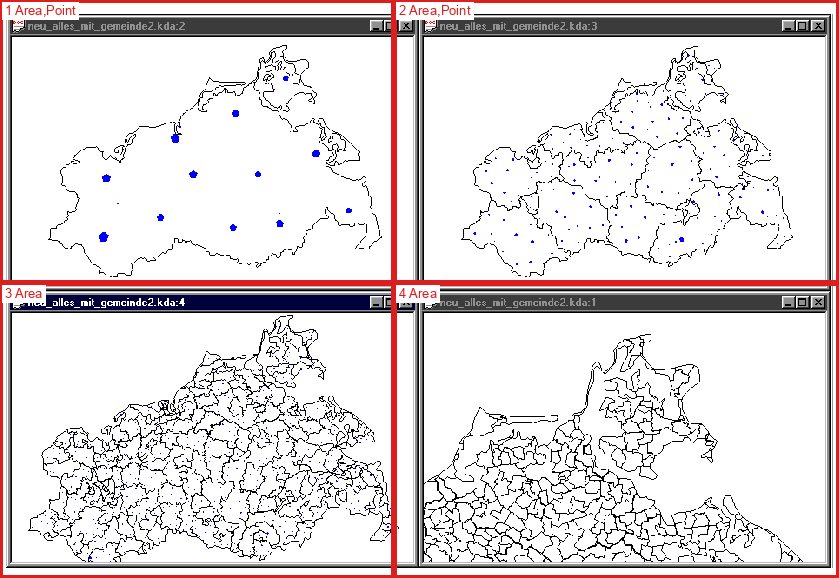 1 Area,Point
neu_alles_mit_gemeinde2.kda:2
2 Area,Point
neu_alles_mit_gemeinde2.kda:3
3 Area
neu_alles_mit_gemeinde2.kda:4
4 Area
neu_alles_mit_gemeinde2.kda:1